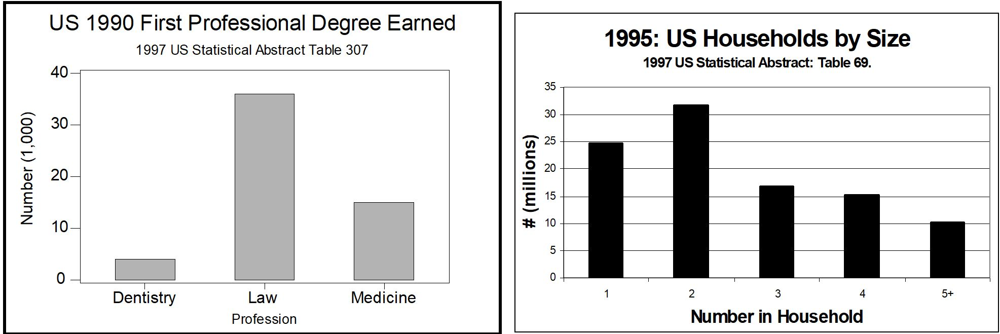 US 1990 First Professional Degree Earned
1997 US Statistical Abstract Table 307
Number (1,000)
40
30
20
10
0
Dentistry Law Medicine
Profession
1995: US Households by Size
1997 US Statistical Abstract: Table 69.
# (millions)
35
30
25
20
15
10
5
0
1 2 3 4 5+
Number in Household